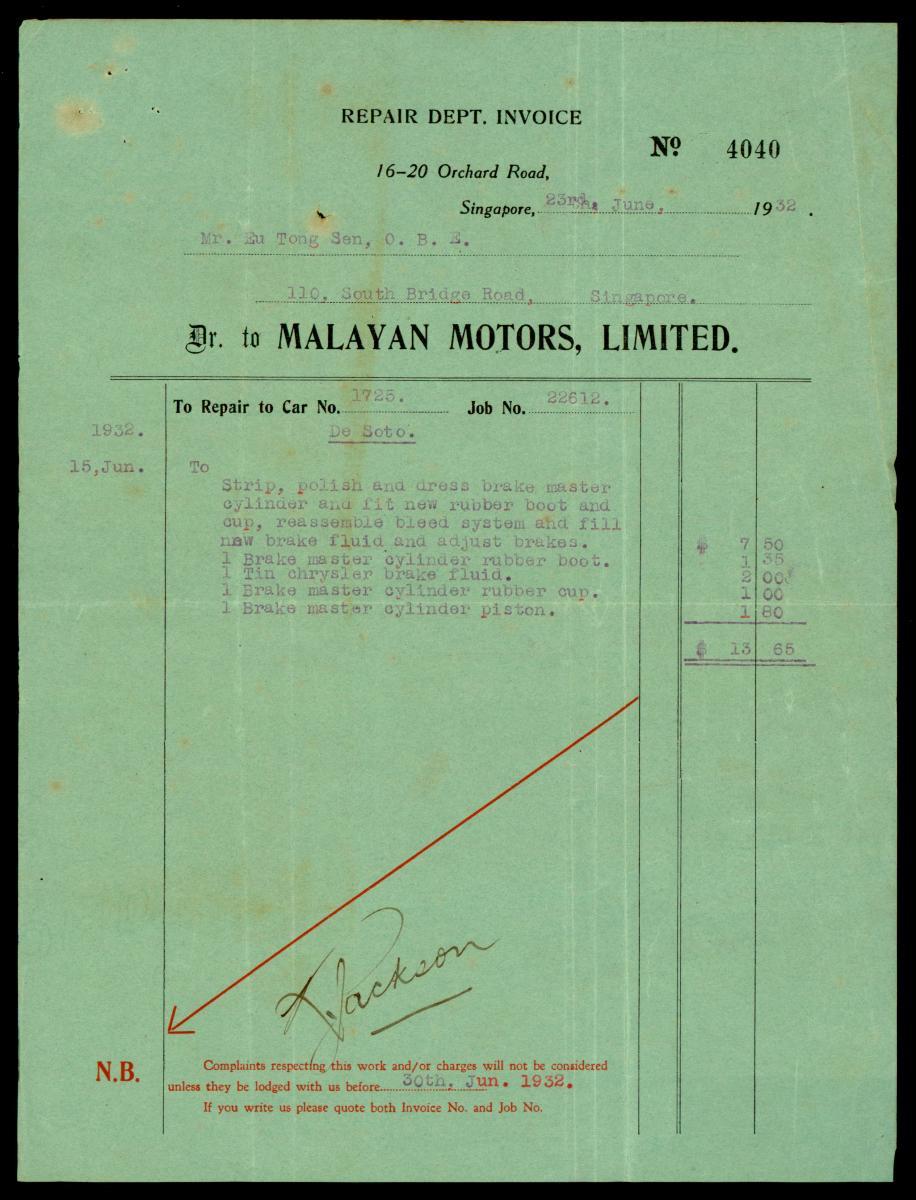 REPAIR DEPT. INVOICE
No 4040
16-20 Orchard Road,
Singapore, 23rd, June, 1932.
Mr. Eu Tong Sen, O. B. E.
110, South Bridge Road, Singapore.
Dr. to MALAYAN MOTORS, LIMITED.
To Repair to Car No. 1725. Job No. 22612.
1932. De Soto.
15,Jun. To
Strip, polish and dress brake master
cylinder and fit new rubber boot and
cup, reassemble bleed system and fill
new brake fluid and adjust brakes. $ 7 50
1 Brake master cylinder rubber boot. 1 35
1 Tin chrysler brake fluid. 2 00
1 Brake master cylinder rubber cup. 1 00
1 Brake master cylinder piston. 1 80
$ 13 65
Jackson
N.B. Complaints respecting this work and/or charges will not be considered
unless they be lodged with us before 30th, Jun. 1932.
If you write us please quote both Invoice No. and Job No.